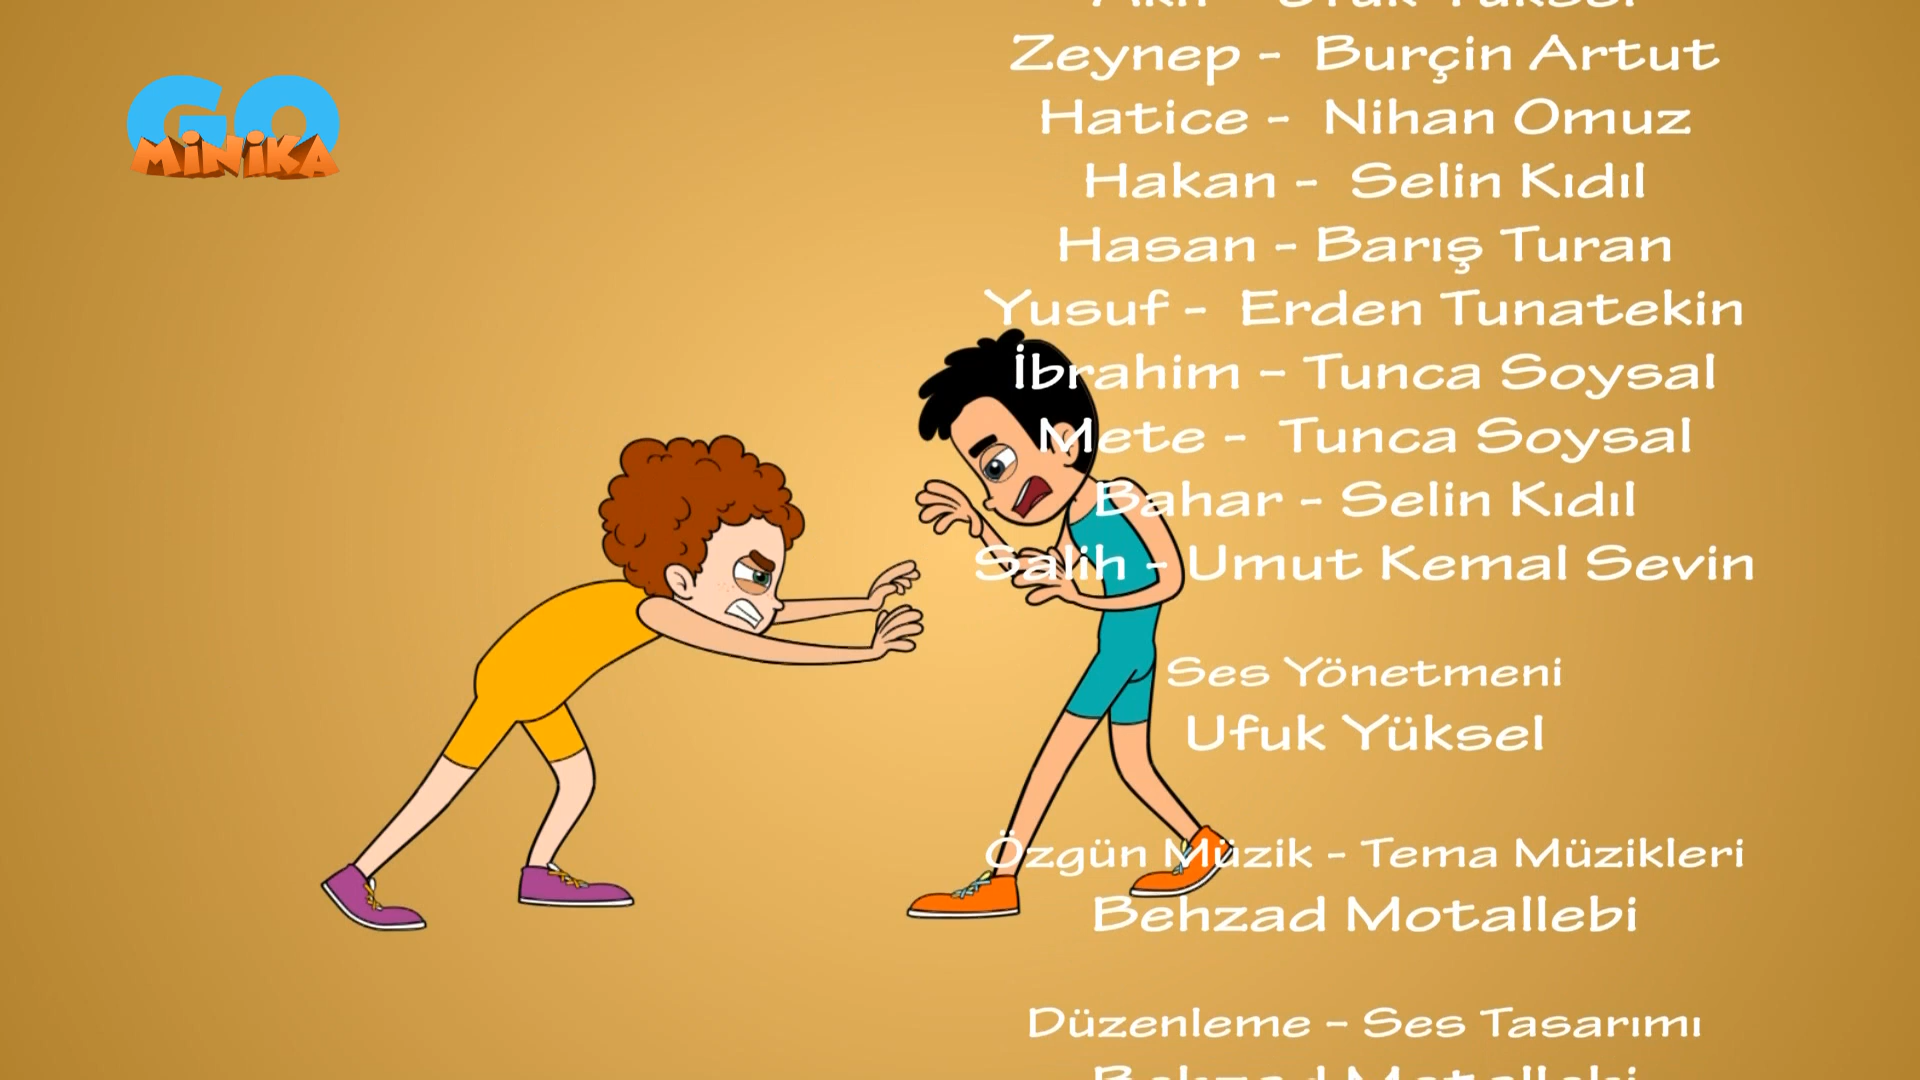 GO
MiNiKA
Zeynep - Burçin Artut
Hatice - Nihan Omuz
Hakan - Selin Kıdıl
Hasan - Barış Turan
Yusuf - Erden Tunatekin
İbrahim - Tunca Soysal
Mete - Tunca Soysal
Bahar - Selin Kıdıl
Salih - Umut Kemal Sevin
Ses Yönetmeni
Ufuk Yüksel
Özgün Müzik - Tema Müzikleri
Behzad Motallebi
Düzenleme - Ses Tasarımı
Behzad Motallebi